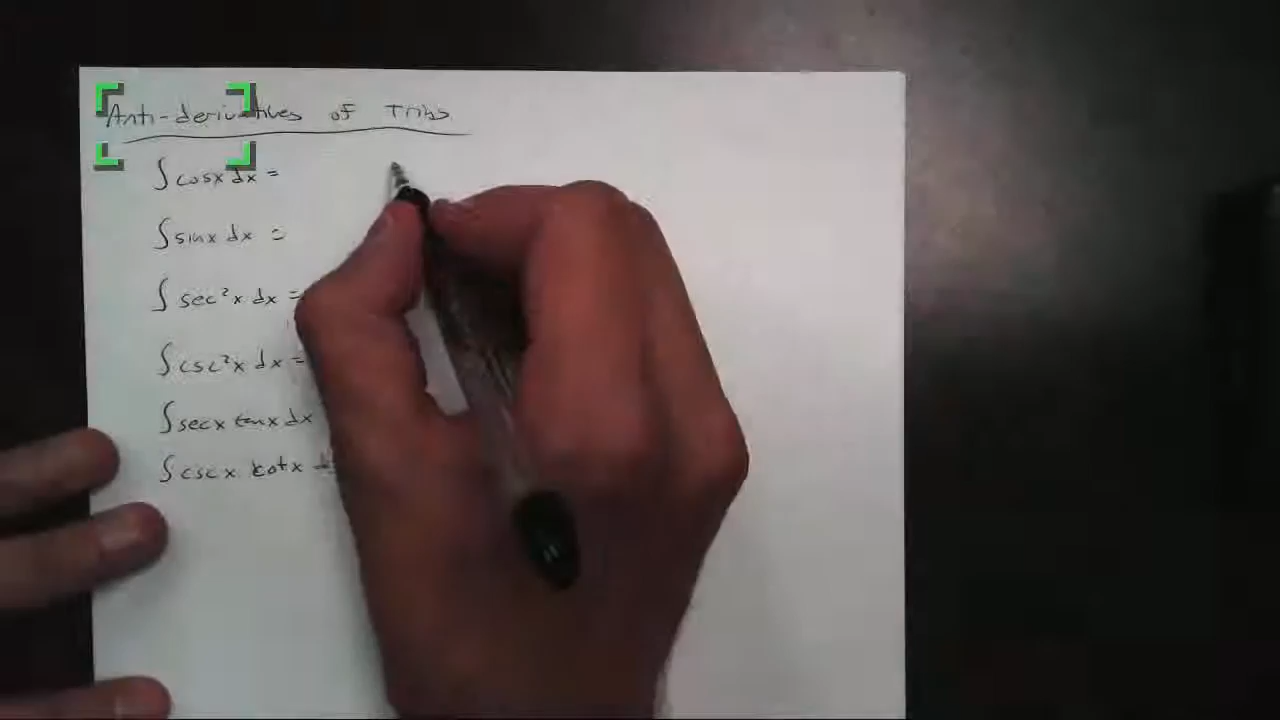 Anti-derivatives of Trigs
∫ cosx dx =
∫ sinx dx =
∫ sec²x dx =
∫ csc²x dx =
∫ secx tanx dx
∫ cscx cotx